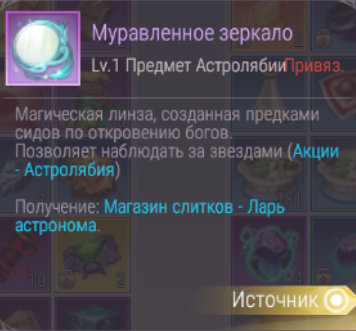 Муравленное зеркало
Lv.1 Предмет Астролябии Привяз.
Магическая линза, созданная предками
сидов по откровению богов.
Позволяет наблюдать за звездами (Акции
- Астролябия)
Получение: Магазин слитков - Ларь
астронома.
Источник